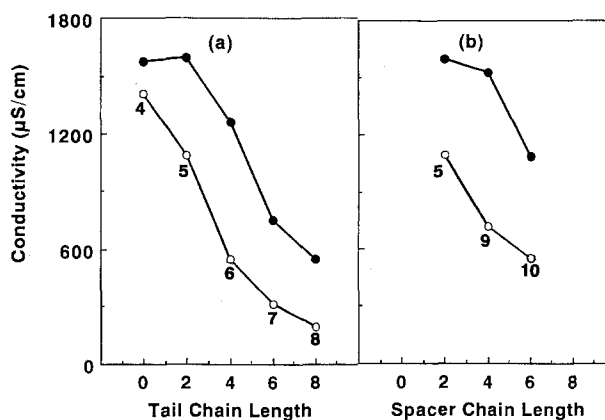 1800
1200
600
0
Conductivity (µS/cm)
(a)
4
5
6
7
8
0 2 4 6 8
Tail Chain Length
(b)
5
9
10
0 2 4 6 8
Spacer Chain Length